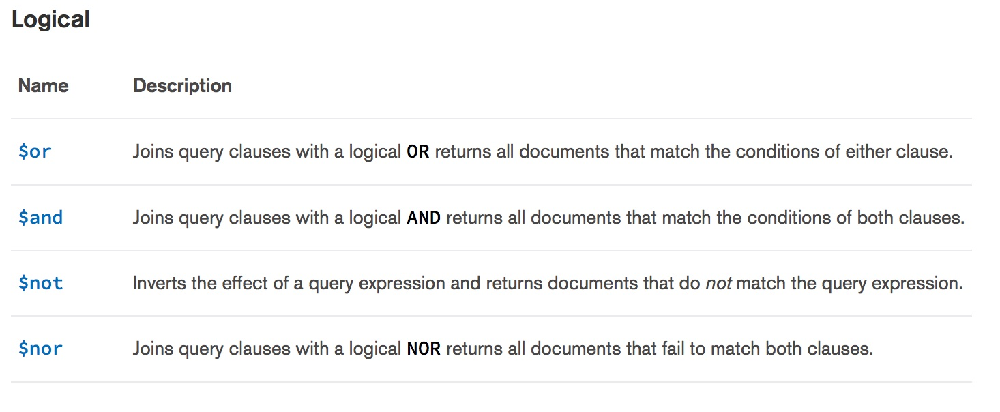 Logical
Name Description
$or Joins query clauses with a logical OR returns all documents that match the conditions of either clause.
$and Joins query clauses with a logical AND returns all documents that match the conditions of both clauses.
$not Inverts the effect of a query expression and returns documents that do not match the query expression.
$nor Joins query clauses with a logical NOR returns all documents that fail to match both clauses.